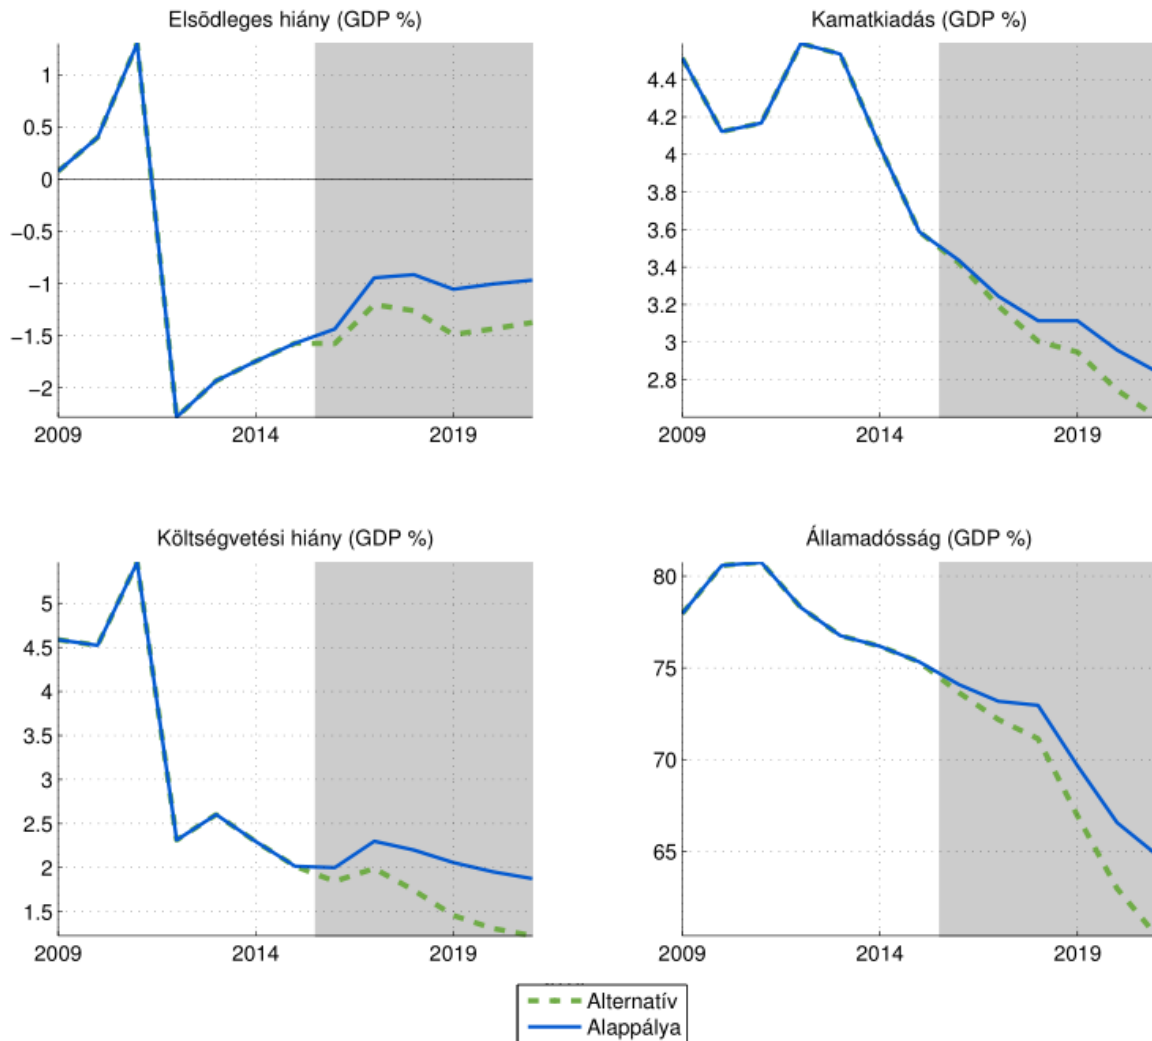 Elsõdleges hiány (GDP %)
1
0.5
0
−0.5
−1
−1.5
−2
2009 2014 2019
Kamatkiadás (GDP %)
4.4
4.2
4
3.8
3.6
3.4
3.2
3
2.8
2009 2014 2019
Költségvetési hiány (GDP %)
5
4.5
4
3.5
3
2.5
2
1.5
2009 2014 2019
Államadósság (GDP %)
80
75
70
65
2009 2014 2019
Alternatív
Alappálya